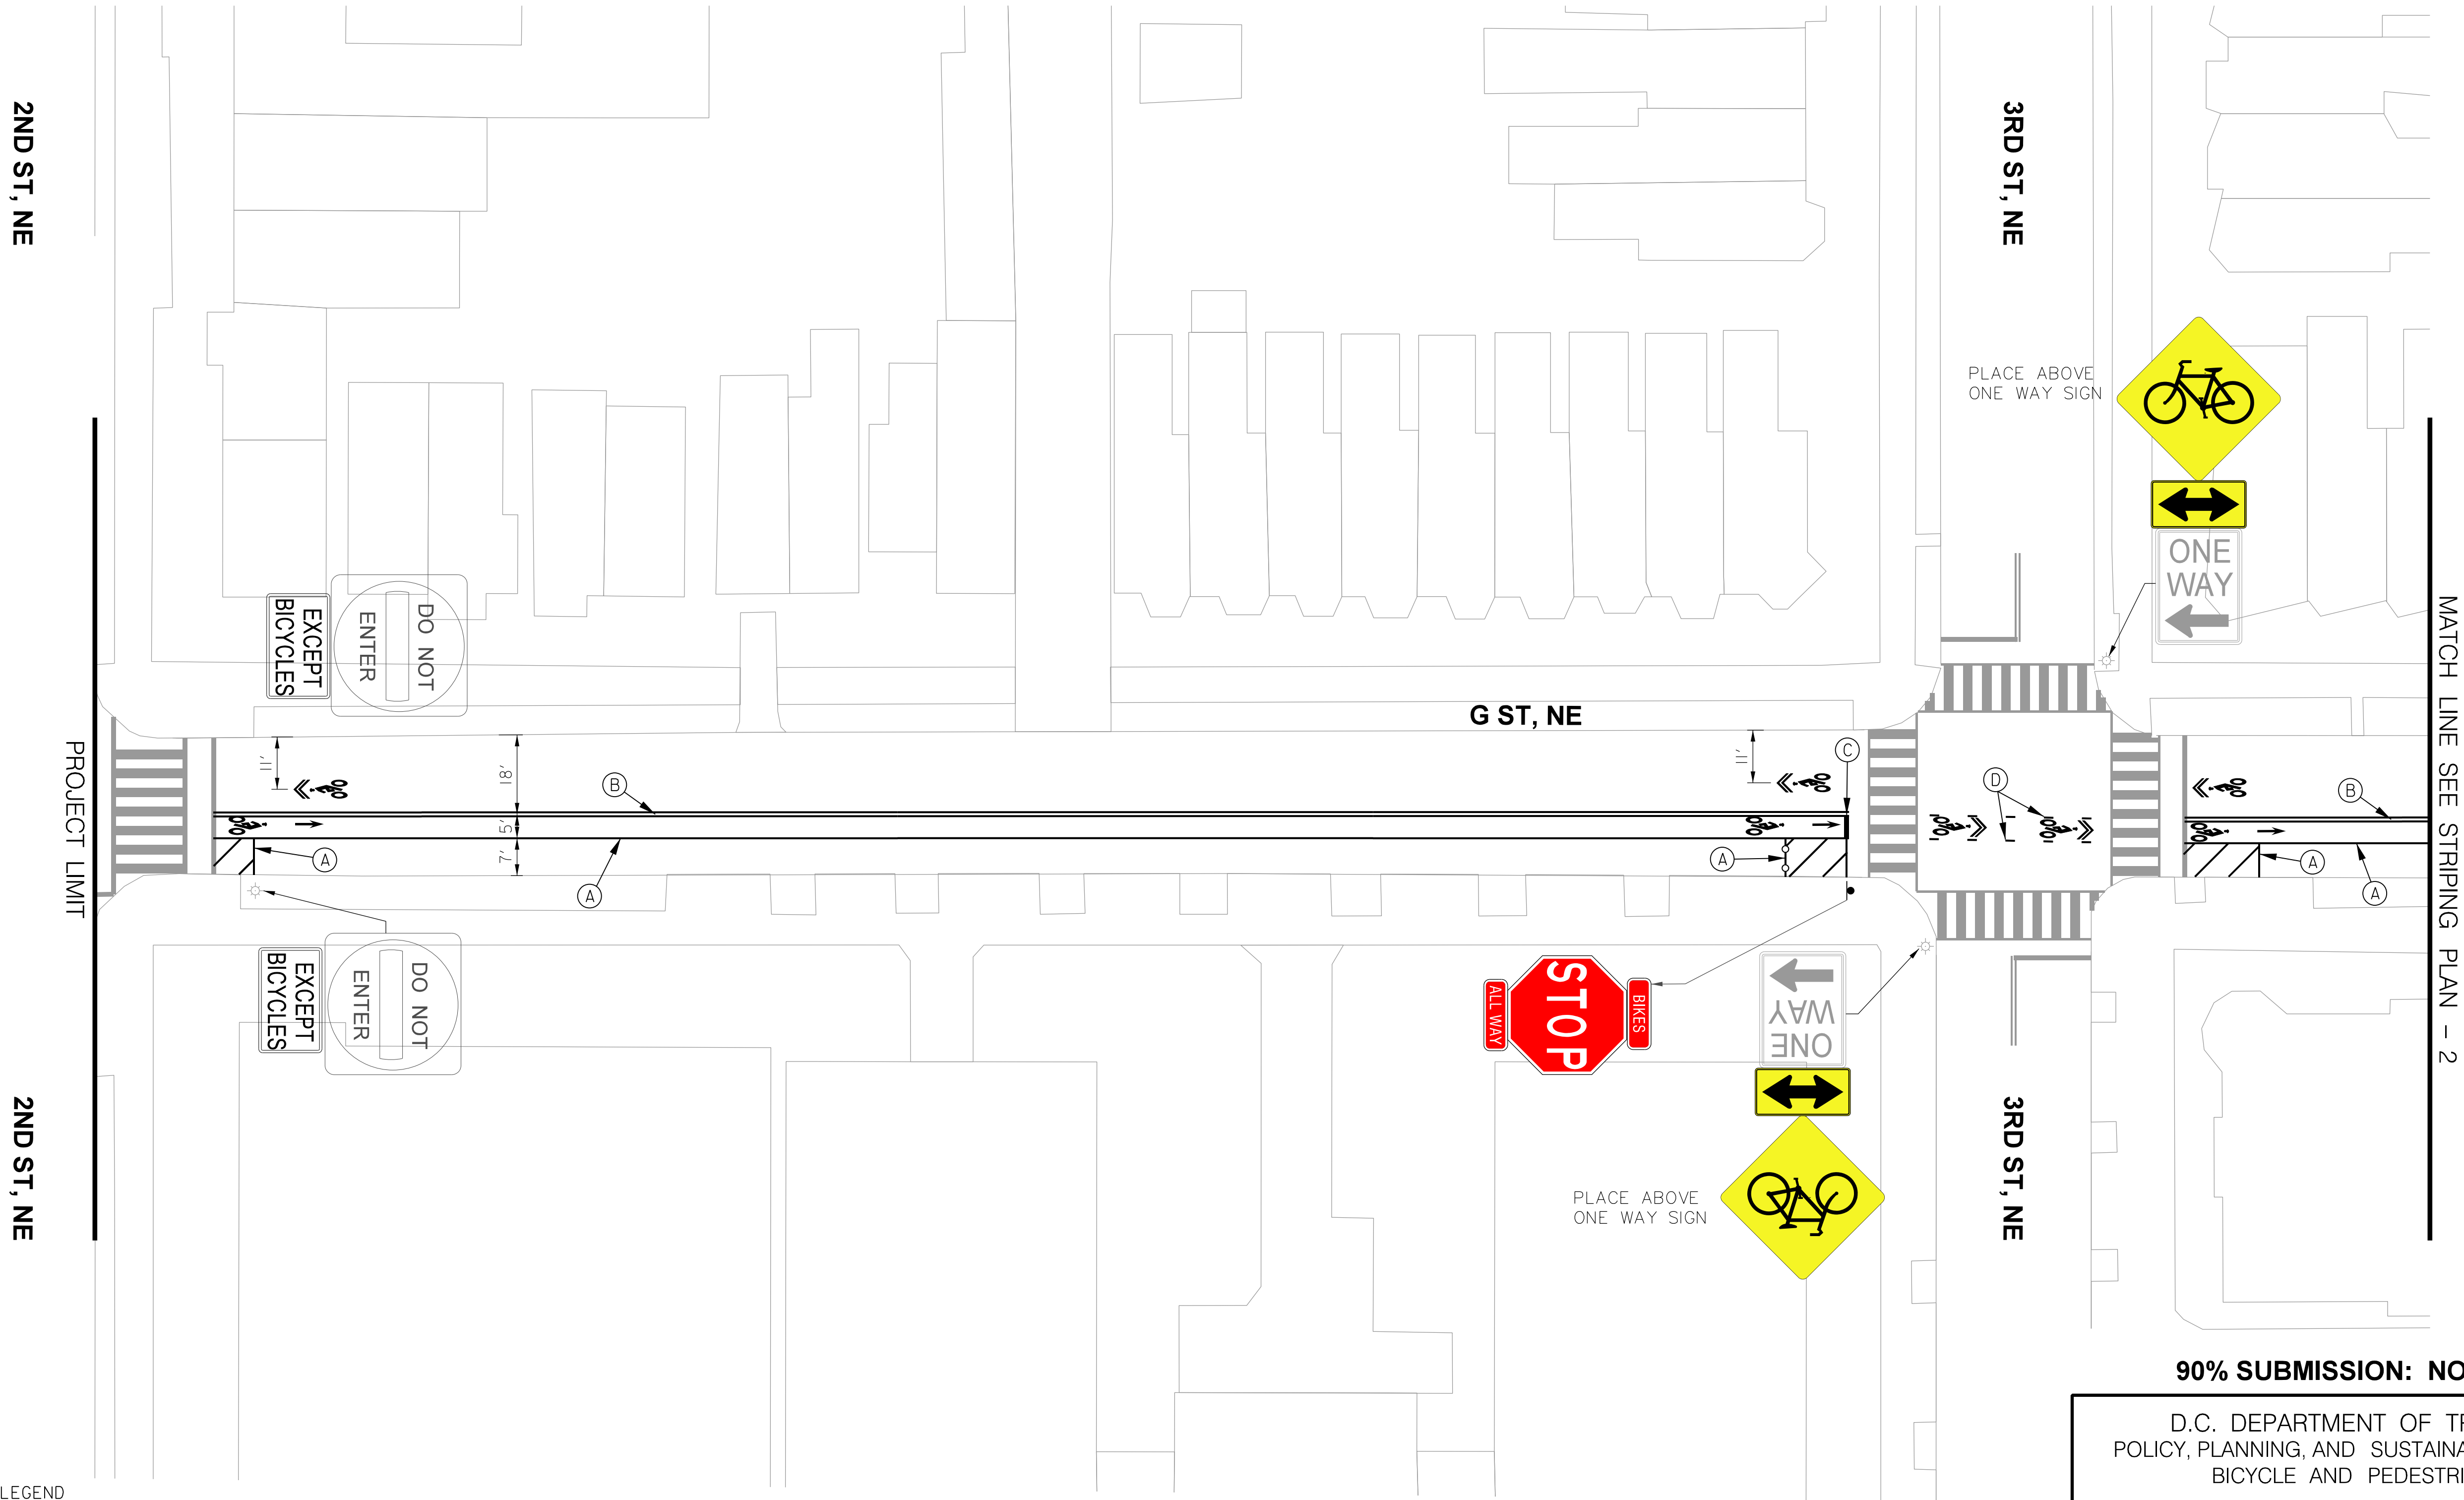 2ND ST, NE
3RD ST, NE
PLACE ABOVE
ONE WAY SIGN
ONE
WAY
DO NOT
ENTER
EXCEPT
BICYCLES
G ST, NE
PROJECT LIMIT
MATCH LINE SEE STRIPING PLAN - 2
11'
18'
B
11'
C
D
B
5'
7'
A
A
A
A
A
DO NOT
ENTER
EXCEPT
BICYCLES
BIKES
STOP
ALL WAY
ONE
WAY
PLACE ABOVE
ONE WAY SIGN
2ND ST, NE
3RD ST, NE
90% SUBMISSION: NO
D.C. DEPARTMENT OF TR
POLICY, PLANNING, AND SUSTAINA
BICYCLE AND PEDESTRI
LEGEND